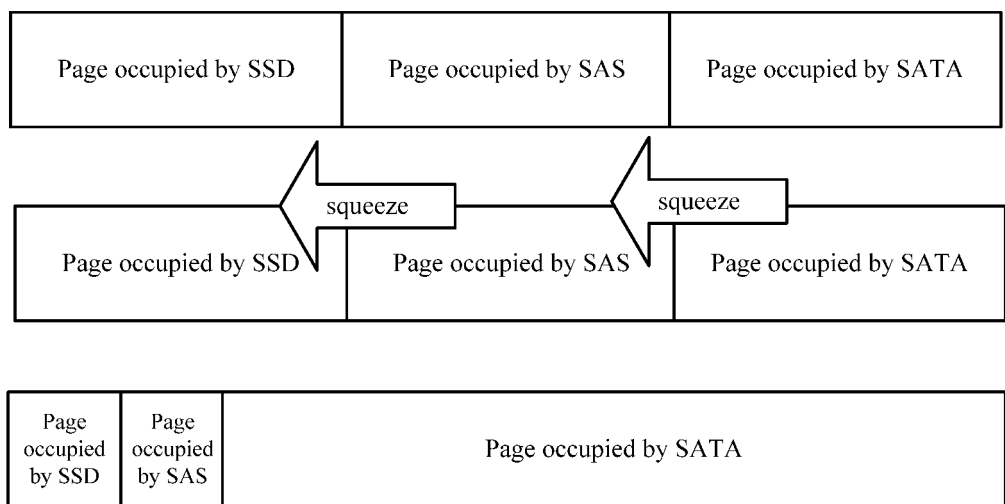 Page occupied by SSD
Page occupied by SAS
Page occupied by SATA
squeeze
squeeze
Page occupied by SSD
Page occupied by SAS
Page occupied by SATA
Page
occupied
by SSD
Page
occupied
by SAS
Page occupied by SATA